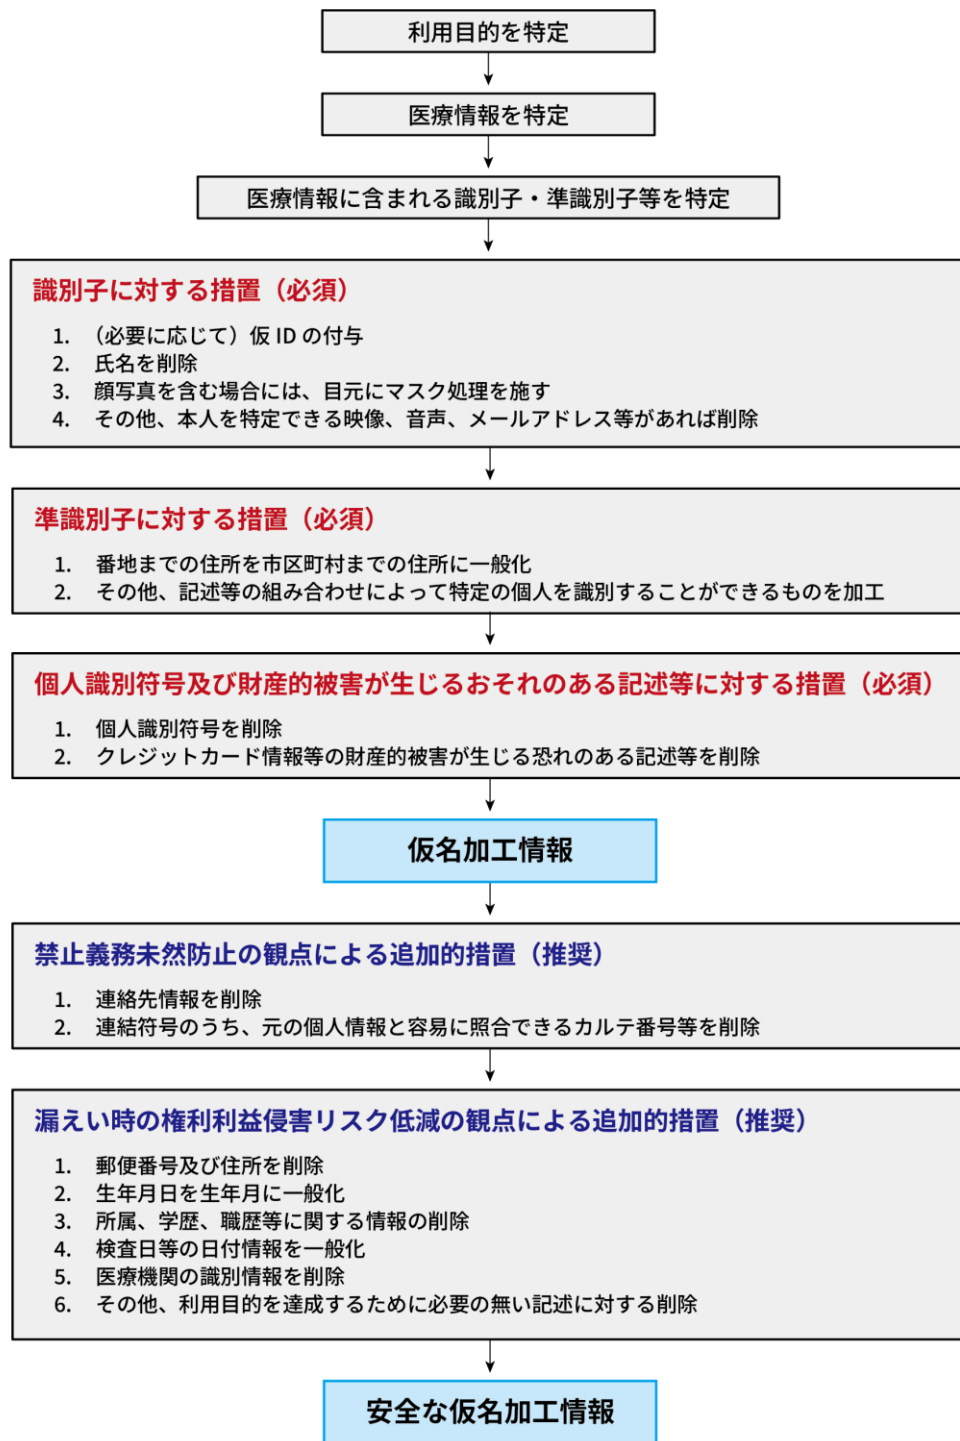 利用目的を特定
医療情報を特定
医療情報に含まれる識別子・準識別子等を特定
識別子に対する措置（必須）
1. （必要に応じて）仮 ID の付与
2. 氏名を削除
3. 顔写真を含む場合には、目元にマスク処理を施す
4. その他、本人を特定できる映像、音声、メールアドレス等があれば削除
準識別子に対する措置（必須）
1. 番地までの住所を市区町村までの住所に一般化
2. その他、記述等の組み合わせによって特定の個人を識別することができるものを加工
個人識別符号及び財産的被害が生じるおそれのある記述等に対する措置（必須）
1. 個人識別符号を削除
2. クレジットカード情報等の財産的被害が生じる恐れのある記述等を削除
仮名加工情報
禁止義務未然防止の観点による追加的措置（推奨）
1. 連絡先情報を削除
2. 連結符号のうち、元の個人情報と容易に照合できるカルテ番号等を削除
漏えい時の権利利益侵害リスク低減の観点による追加的措置（推奨）
1. 郵便番号及び住所を削除
2. 生年月日を生年月に一般化
3. 所属、学歴、職歴等に関する情報の削除
4. 検査日等の日付情報を一般化
5. 医療機関の識別情報を削除
6. その他、利用目的を達成するために必要の無い記述に対する削除
安全な仮名加工情報